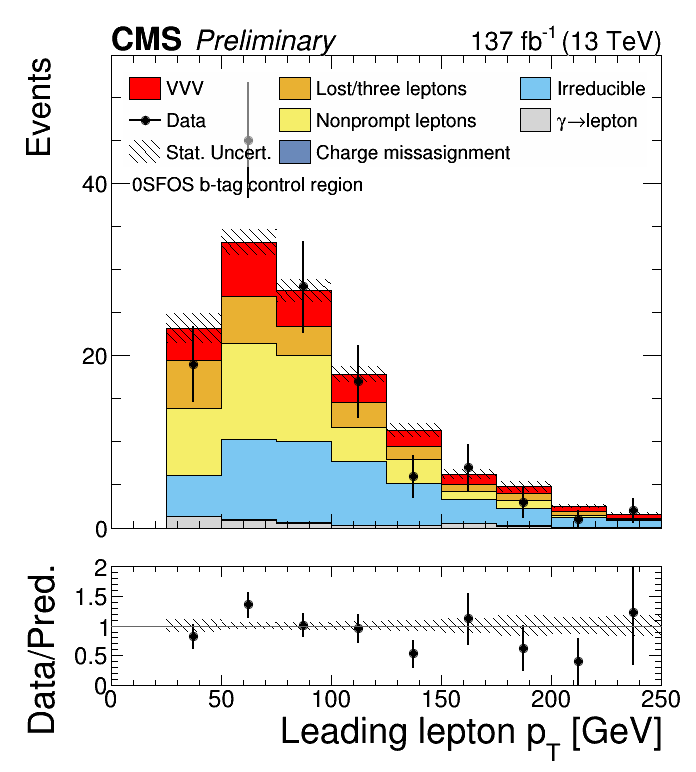 CMS Preliminary 137 fb-1 (13 TeV)
Events
VVV Lost/three leptons Irreducible
Data Nonprompt leptons γ→lepton
Stat. Uncert. Charge missasignment
0SFOS b-tag control region
40
20
0
Data/Pred.
2
1.5
1
0.5
0
0 50 100 150 200 250
Leading lepton pT [GeV]